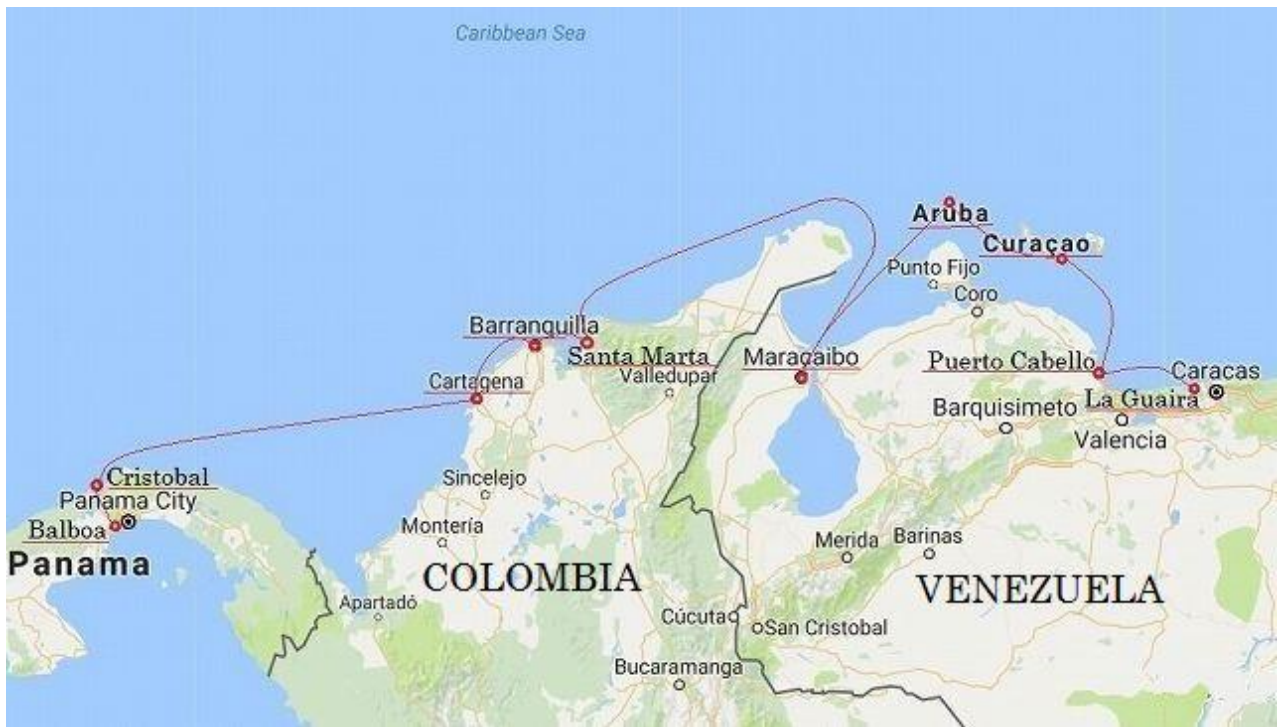 Caribbean Sea
Aruba
Curaçao
Punto Fijo
Coro
Barranquilla
Santa Marta
Maracaibo
Puerto Cabello
Caracas
Cartagena
Valledupar
La Guaira
Barquisimeto
Valencia
Cristobal
Panama City
Sincelejo
Balboa
Montería
Merida
Barinas
Panama
COLOMBIA
VENEZUELA
Apartadó
Cúcuta
San Cristobal
Bucaramanga